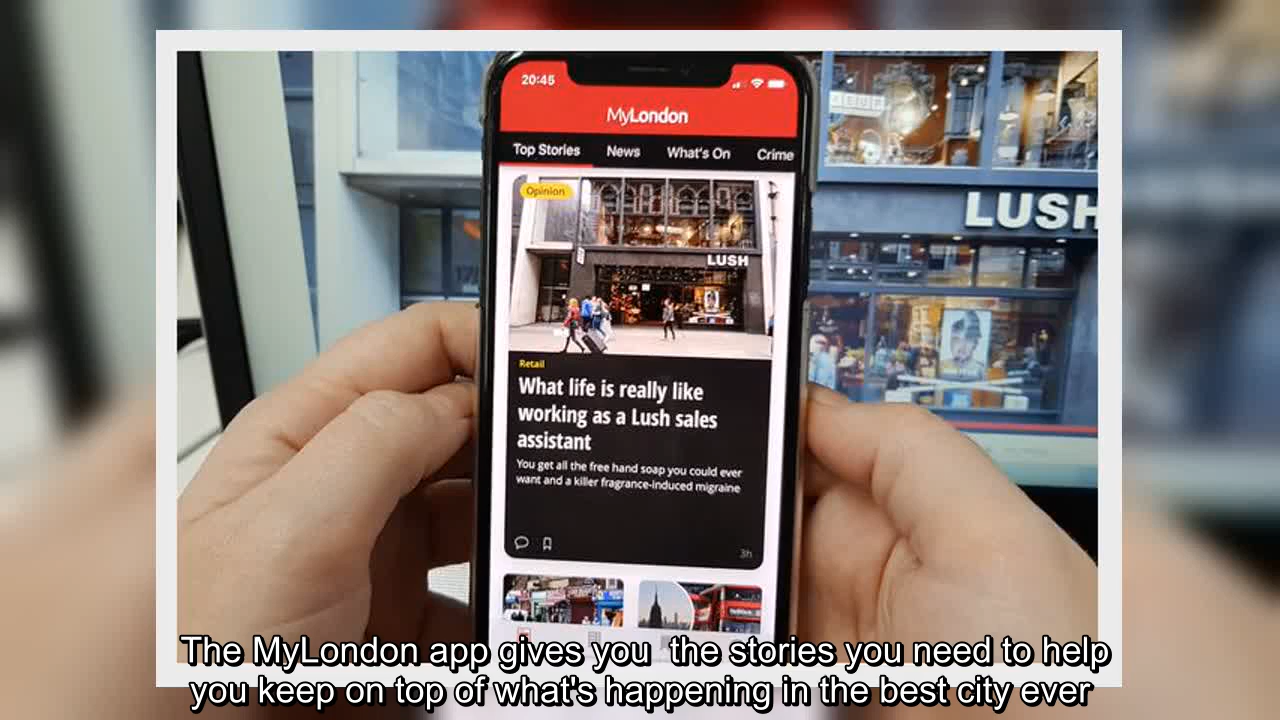 20:45
MyLondon
Top Stories News What's On Crime
Opinion
LUSH
LUSH
Retail
What life is really like
working as a Lush sales
assistant
You get all the free hand soap you could ever
want and a killer fragrance-induced migraine
3h
The MyLondon app gives you the stories you need to help
you keep on top of what's happening in the best city ever